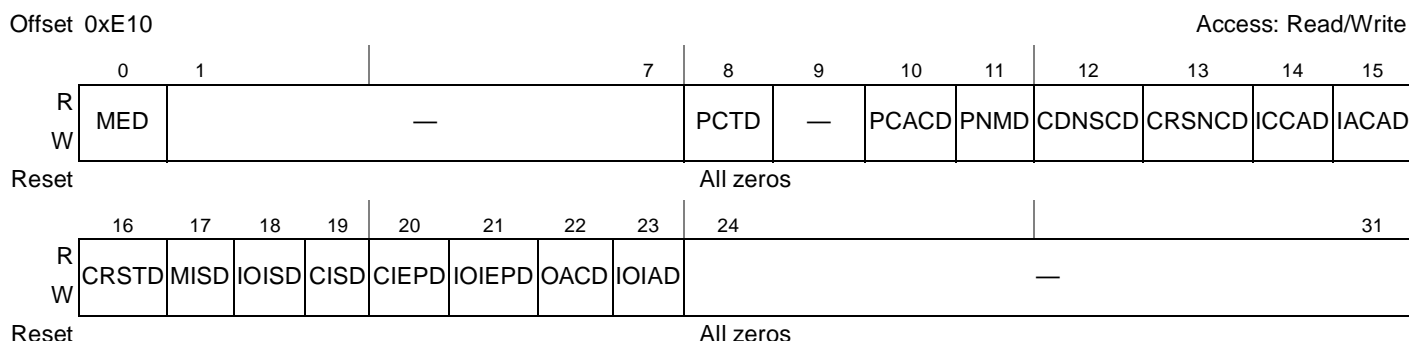 Offset 0xE10 Access: Read/Write
0 1 7 8 9 10 11 12 13 14 15
R
W
MED — PCTD — PCACD PNMD CDNSCD CRSNCD ICCAD IACAD
Reset All zeros
16 17 18 19 20 21 22 23 24 31
R
W
CRSTD MISD IOISD CISD CIEPD IOIEPD OACD IOIAD —
Reset All zeros